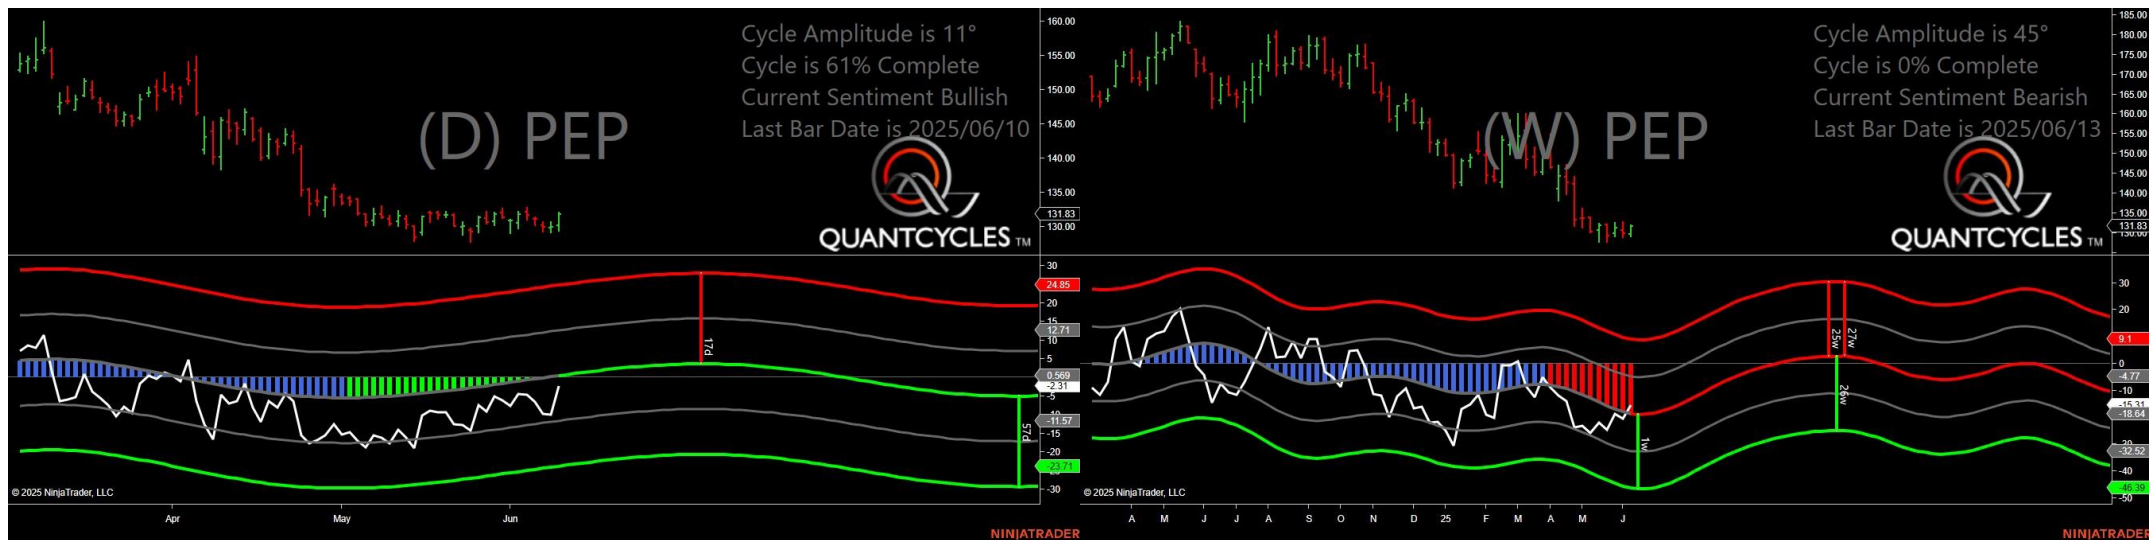 Cycle Amplitude is 11°
Cycle is 61% Complete
Current Sentiment Bullish
Last Bar Date is 2025/06/10
(D) PEP
QUANTCYCLES TM
160.00
155.00
150.00
145.00
140.00
135.00
131.83
130.00
30
24.85
20
15
12.71
10
5
0.569
-2.31
-5
-10
-11.57
-15
-20
-23.71
-30
17d
57d
© 2025 NinjaTrader, LLC
Apr May Jun
NINJATRADER
Cycle Amplitude is 45°
Cycle is 0% Complete
Current Sentiment Bearish
Last Bar Date is 2025/06/13
(W) PEP
QUANTCYCLES TM
185.00
180.00
175.00
170.00
165.00
160.00
155.00
150.00
145.00
140.00
135.00
131.83
130.00
30
20
9.1
0
-4.77
-10
-15.31
-18.64
-30
-32.52
-40
-46.39
-50
25w
27w
26w
1w
© 2025 NinjaTrader, LLC
A M J J A S O N D 25 F M A M J
NINJATRADER